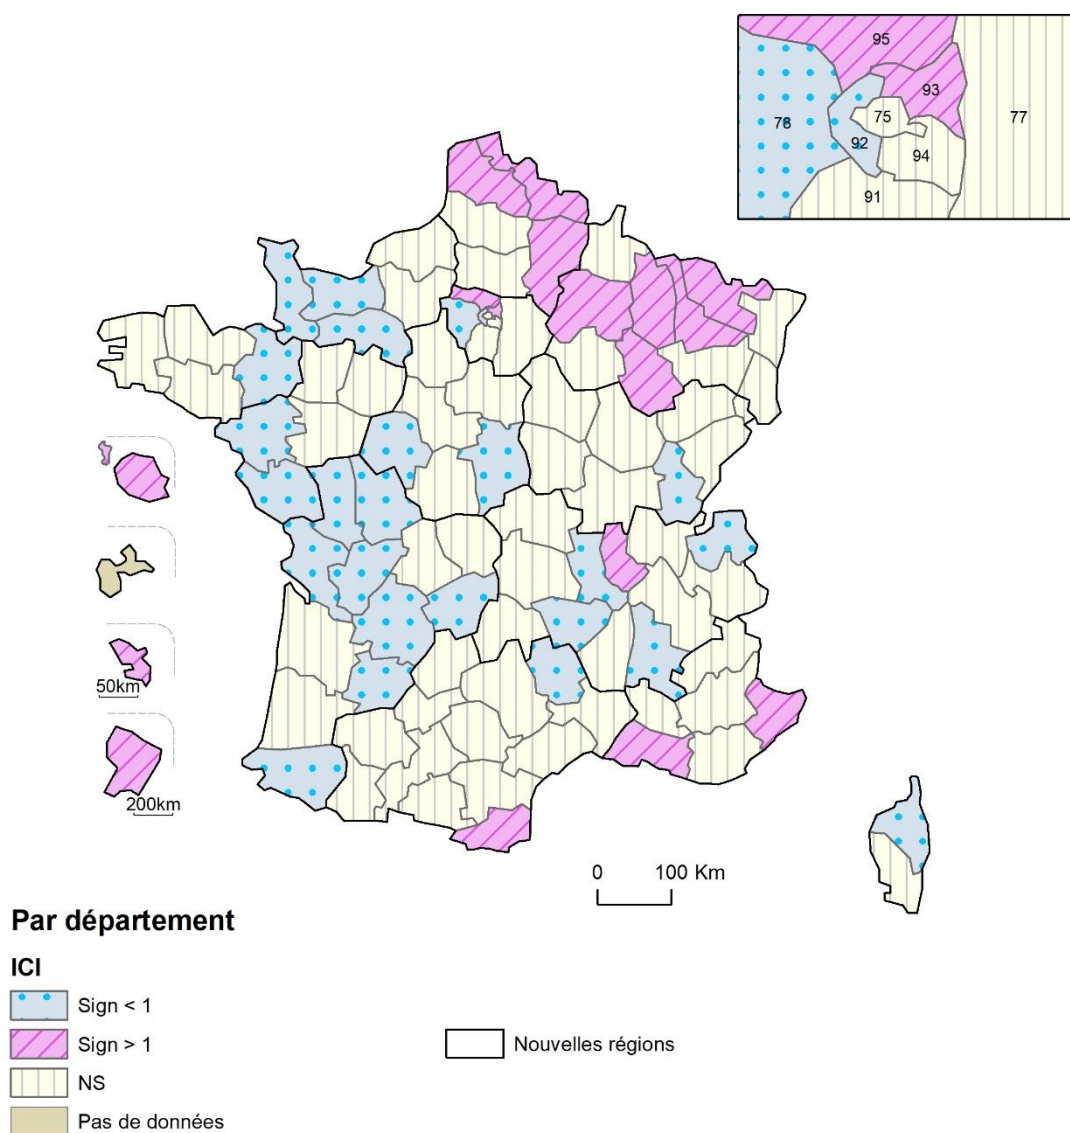 95
93
75
77
78
92
94
91
50km
200km
0 100 Km
Par département
ICI
Sign < 1
Sign > 1
Nouvelles régions
NS
Pas de données